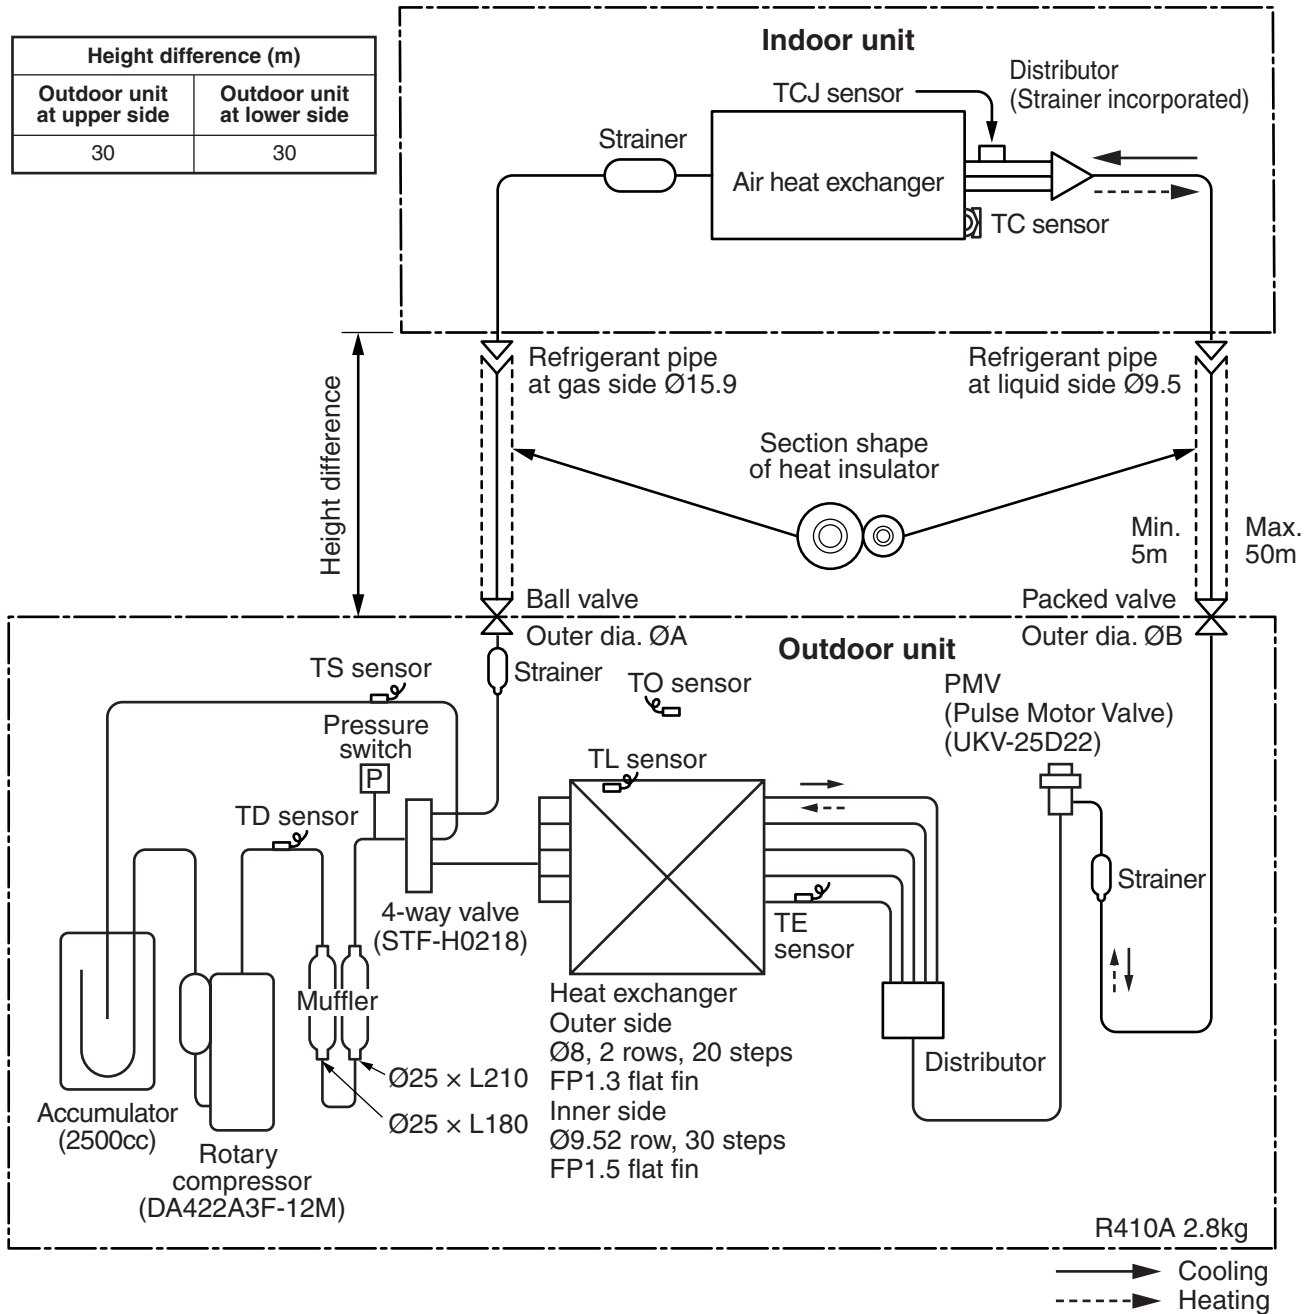 Height difference (m)
Outdoor unit
at upper side
Outdoor unit
at lower side
30
30
Indoor unit
TCJ sensor
Distributor
(Strainer incorporated)
Strainer
Air heat exchanger
TC sensor
Height difference
Refrigerant pipe
at gas side Ø15.9
Refrigerant pipe
at liquid side Ø9.5
Section shape
of heat insulator
Min.
5m
Max.
50m
Ball valve
Outer dia. ØA
Packed valve
Outer dia. ØB
Outdoor unit
TS sensor
Strainer
TO sensor
PMV
(Pulse Motor Valve)
(UKV-25D22)
Pressure
switch
P
TL sensor
TD sensor
4-way valve
(STF-H0218)
TE
sensor
Strainer
Muffler
Heat exchanger
Outer side
Ø8, 2 rows, 20 steps
FP1.3 flat fin
Inner side
Ø9.52 row, 30 steps
FP1.5 flat fin
Distributor
Ø25 × L210
Ø25 × L180
Accumulator
(2500cc)
Rotary
compressor
(DA422A3F-12M)
R410A 2.8kg
Cooling
Heating